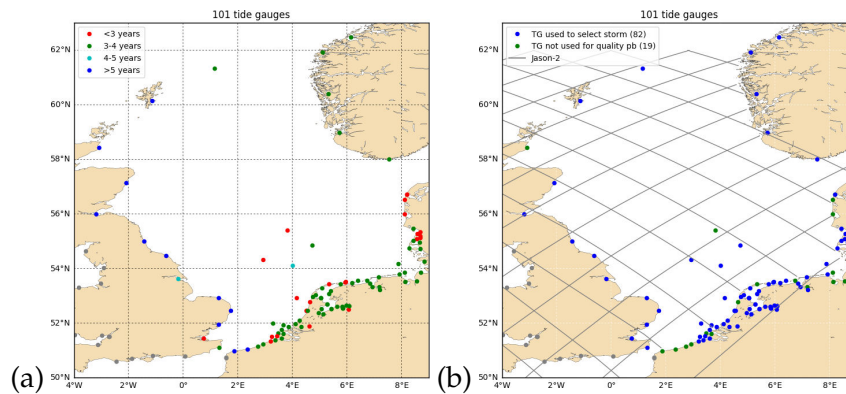 101 tide gauges
<3 years
3-4 years
4-5 years
>5 years
62°N
60°N
58°N
56°N
54°N
52°N
50°N
4°W 2°W 0° 2°E 4°E 6°E 8°E
(a)
101 tide gauges
TG used to select storm (82)
TG not used for quality pb (19)
Jason-2
62°N
60°N
58°N
56°N
54°N
52°N
50°N
4°W 2°W 0° 2°E 4°E 6°E 8°E
(b)